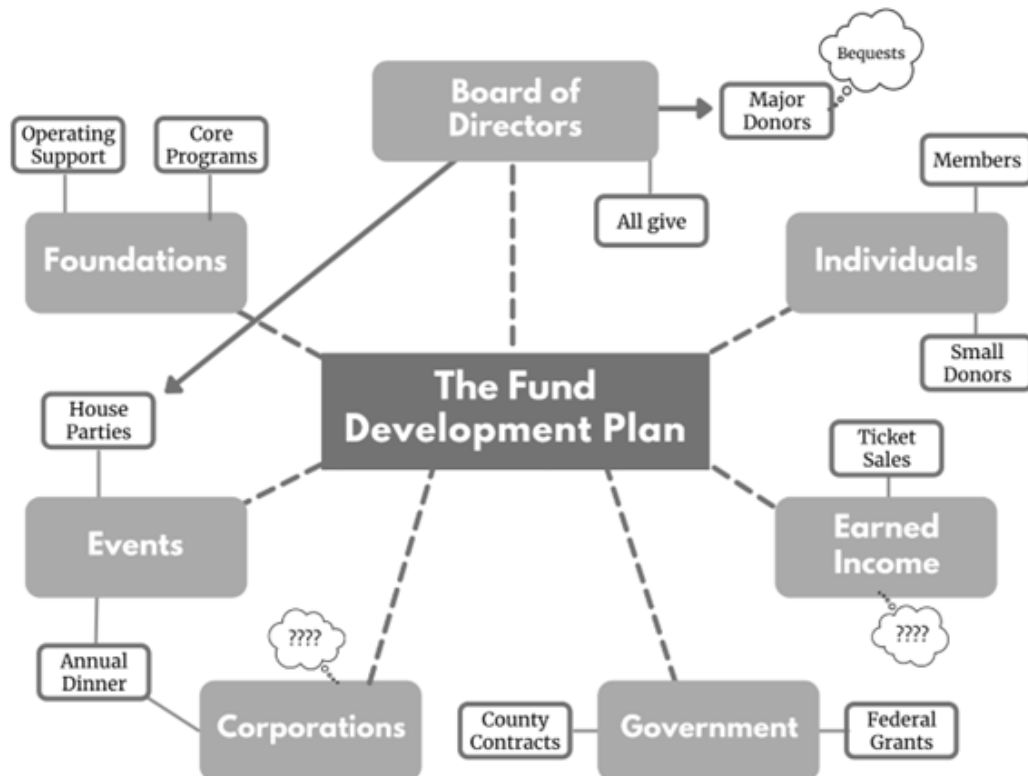 Bequests
Board of
Directors
Major
Donors
Operating
Support
Core
Programs
Members
All give
Foundations
Individuals
The Fund
Development Plan
Small
Donors
House
Parties
Ticket
Sales
Events
Earned
Income
????
????
Annual
Dinner
Corporations
County
Contracts
Government
Federal
Grants